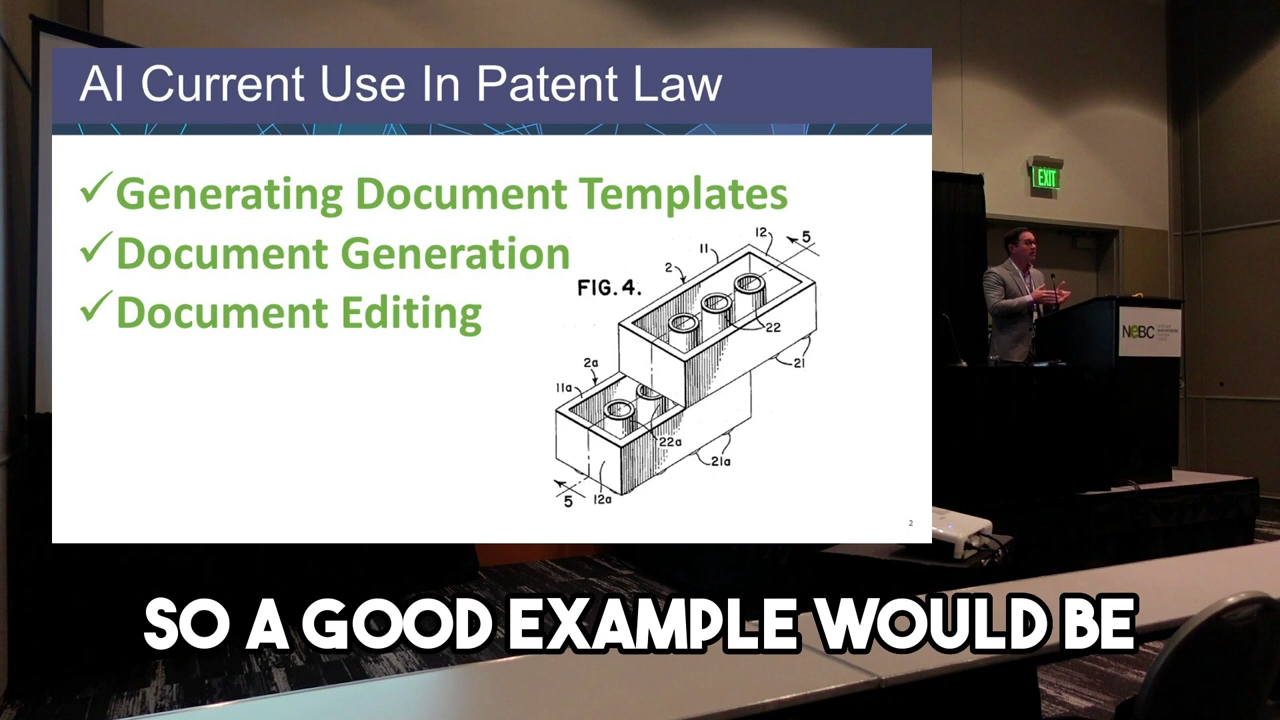 AI Current Use In Patent Law
✓Generating Document Templates
✓Document Generation
✓Document Editing
FIG. 4.
12
5
11
2
22
21
2a
11a
22a
21a
12a
5
2
EXIT
NeBC
SO A GOOD EXAMPLE WOULD BE